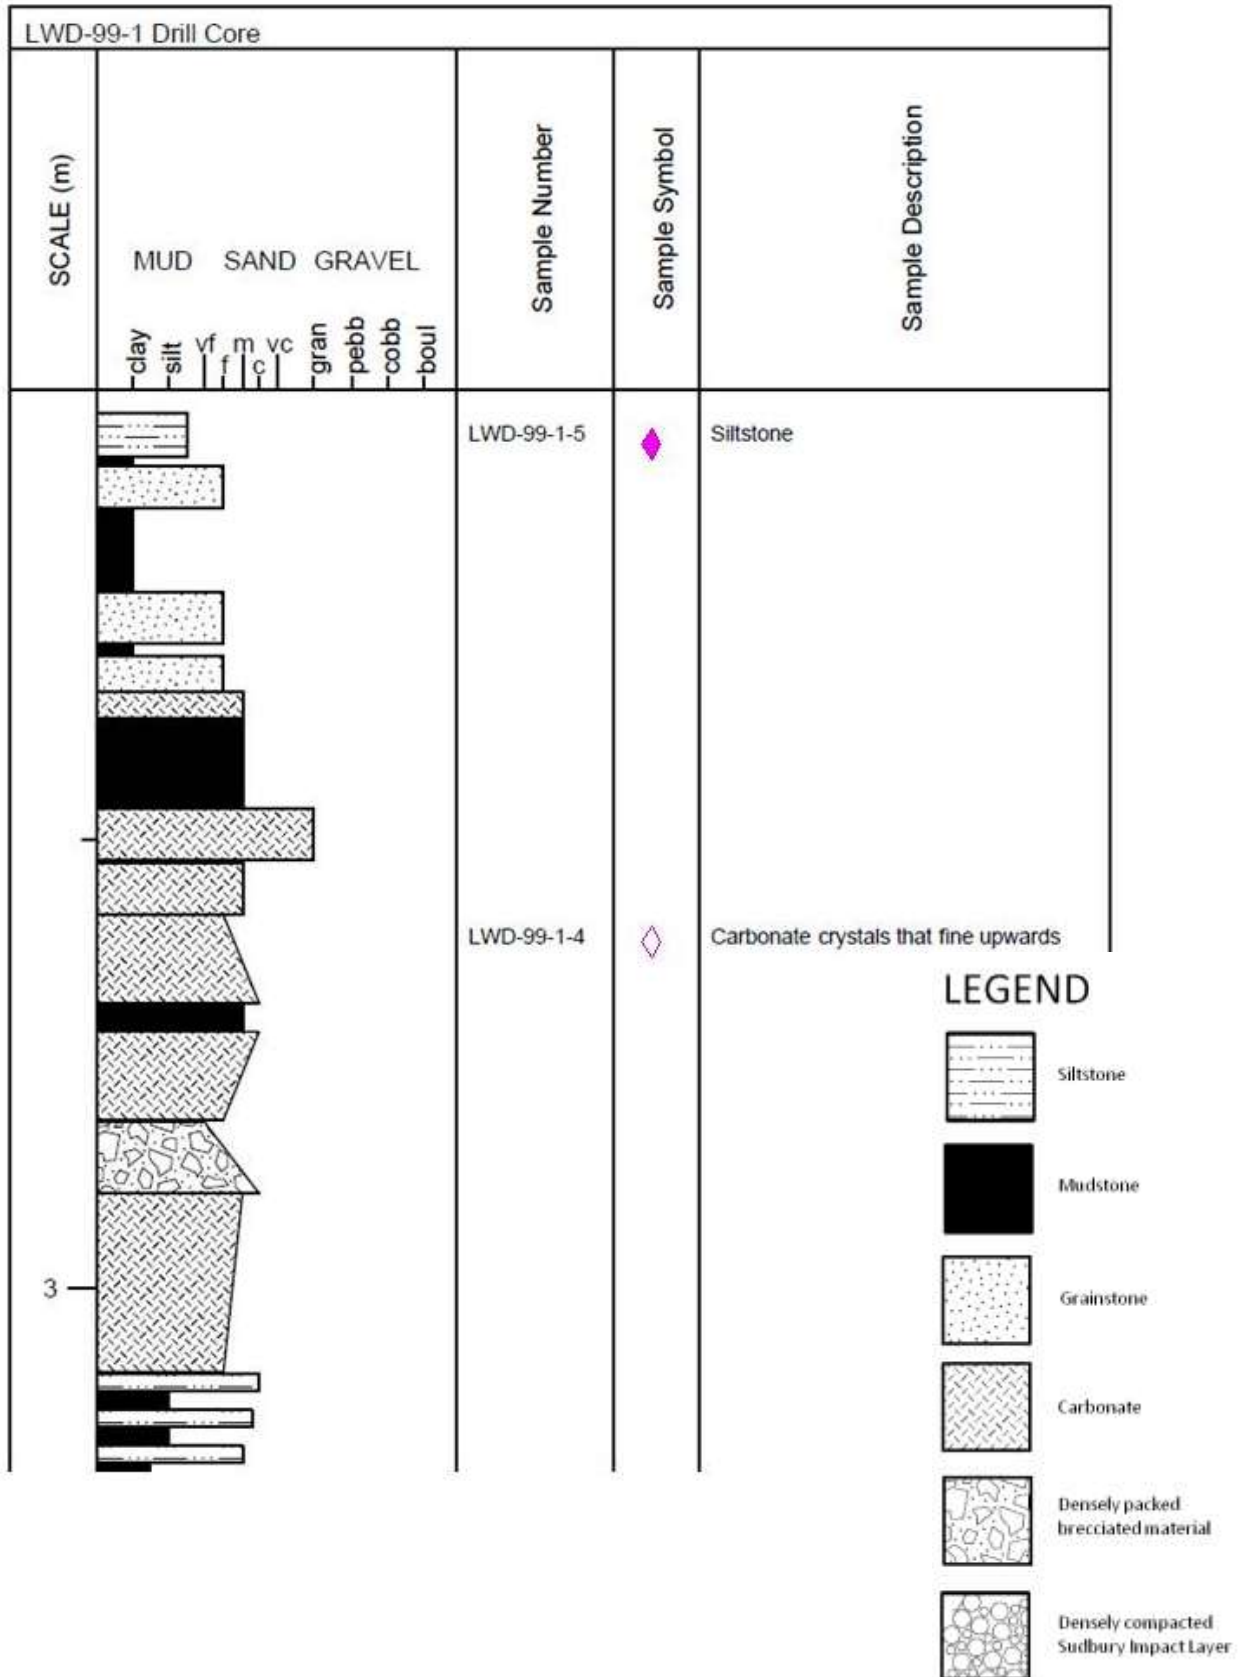 LWD-99-1 Drill Core
SCALE (m)
MUD SAND GRAVEL
clay silt vf f m c vc gran pebb cobb boul
Sample Number
Sample Symbol
Sample Description
LWD-99-1-5 Siltstone
LWD-99-1-4 Carbonate crystals that fine upwards
3
LEGEND
Siltstone
Mudstone
Grainstone
Carbonate
Densely packed
brecciated material
Densely compacted
Sudbury Impact Layer